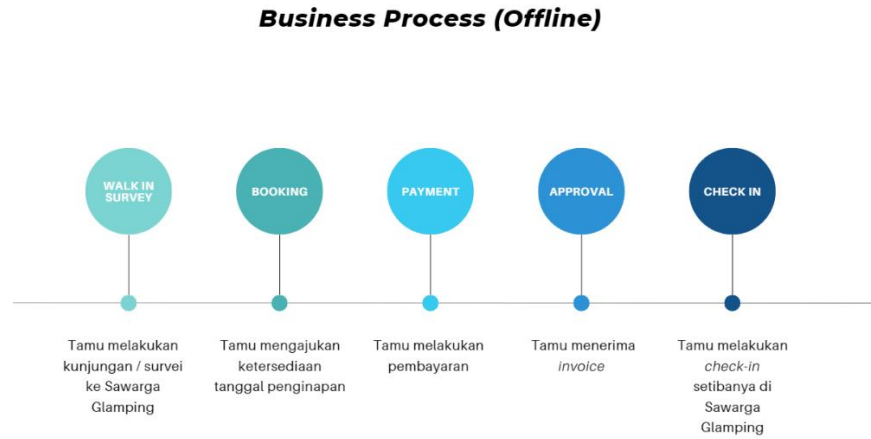 Business Process (Offline)
WALK IN
SURVEY
BOOKING
PAYMENT
APPROVAL
CHECK IN
Tamu melakukan
kunjungan / survei
ke Sawarga
Glamping
Tamu mengajukan
ketersediaan
tanggal penginapan
Tamu melakukan
pembayaran
Tamu menerima
invoice
Tamu melakukan
check-in
setibanya di
Sawarga
Glamping